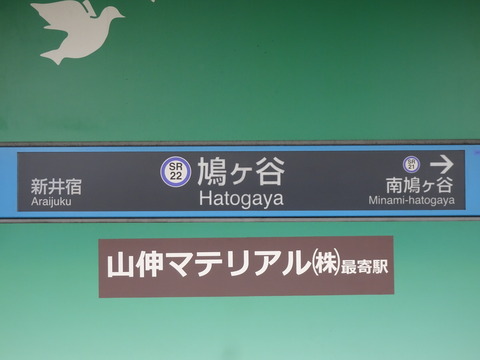 新井宿
Araijuku
SR
22
鳩ヶ谷
Hatogaya
SR
21
→
南鳩ヶ谷
Minami-hatogaya
山伸マテリアル㈱最寄駅